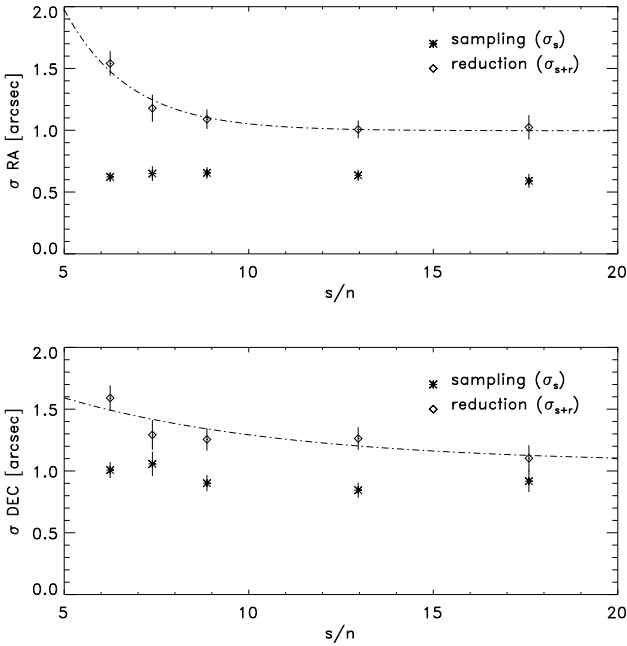 2.0
1.5
1.0
0.5
0.0
σ RA [arcsec]
sampling (σs)
reduction (σs+r)
5 10 15 20
s/n
2.0
1.5
1.0
0.5
0.0
σ DEC [arcsec]
sampling (σs)
reduction (σs+r)
5 10 15 20
s/n